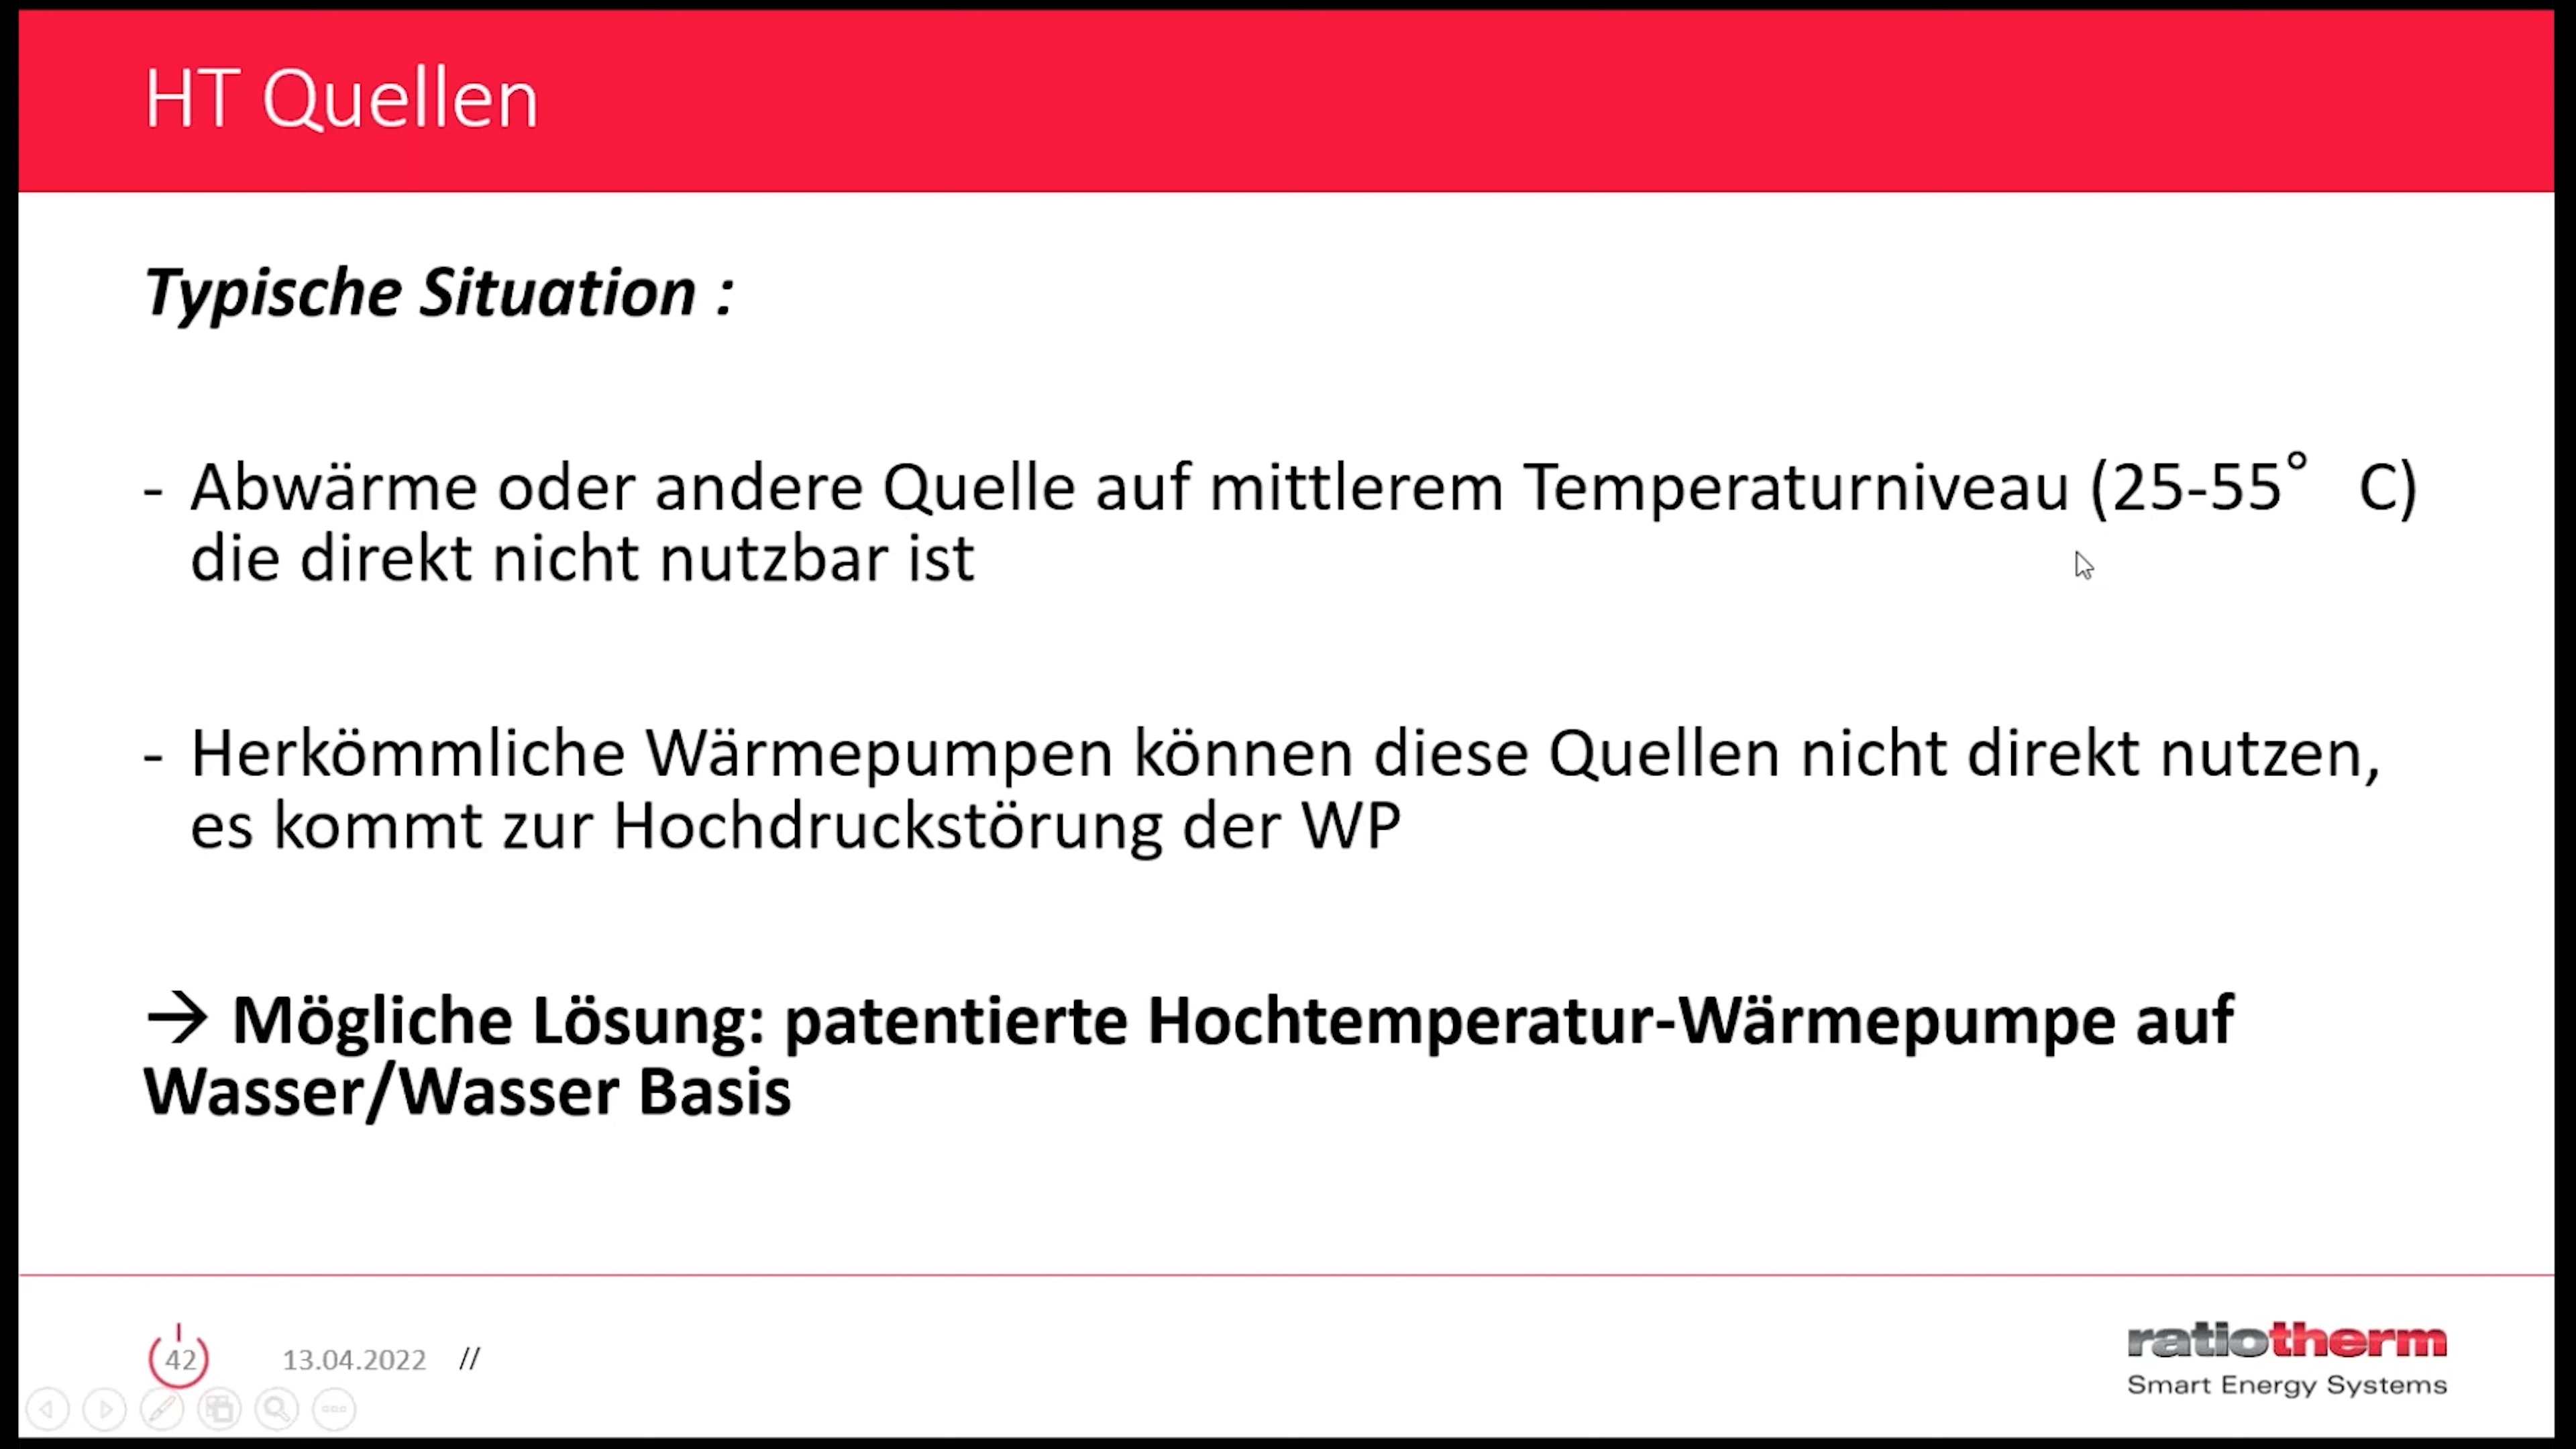 HT Quellen
Typische Situation :
- Abwärme oder andere Quelle auf mittlerem Temperaturniveau (25-55° C)
die direkt nicht nutzbar ist
- Herkömmliche Wärmepumpen können diese Quellen nicht direkt nutzen,
es kommt zur Hochdruckstörung der WP
→ Mögliche Lösung: patentierte Hochtemperatur-Wärmepumpe auf
Wasser/Wasser Basis
42 13.04.2022 //
ratiotherm
Smart Energy Systems